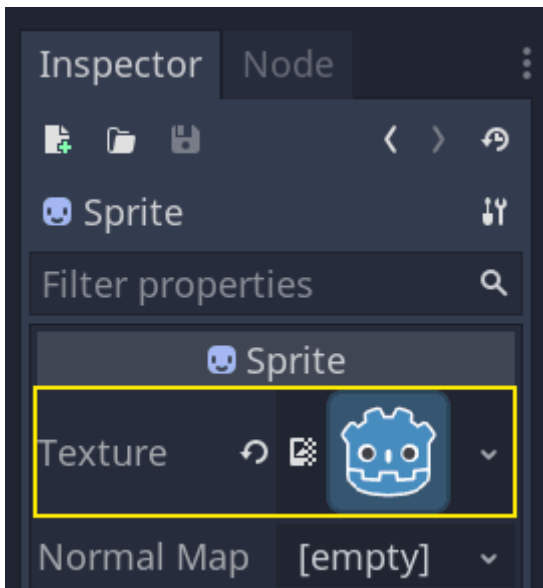 Inspector Node
Sprite
Filter properties
Sprite
Texture
Normal Map [empty]